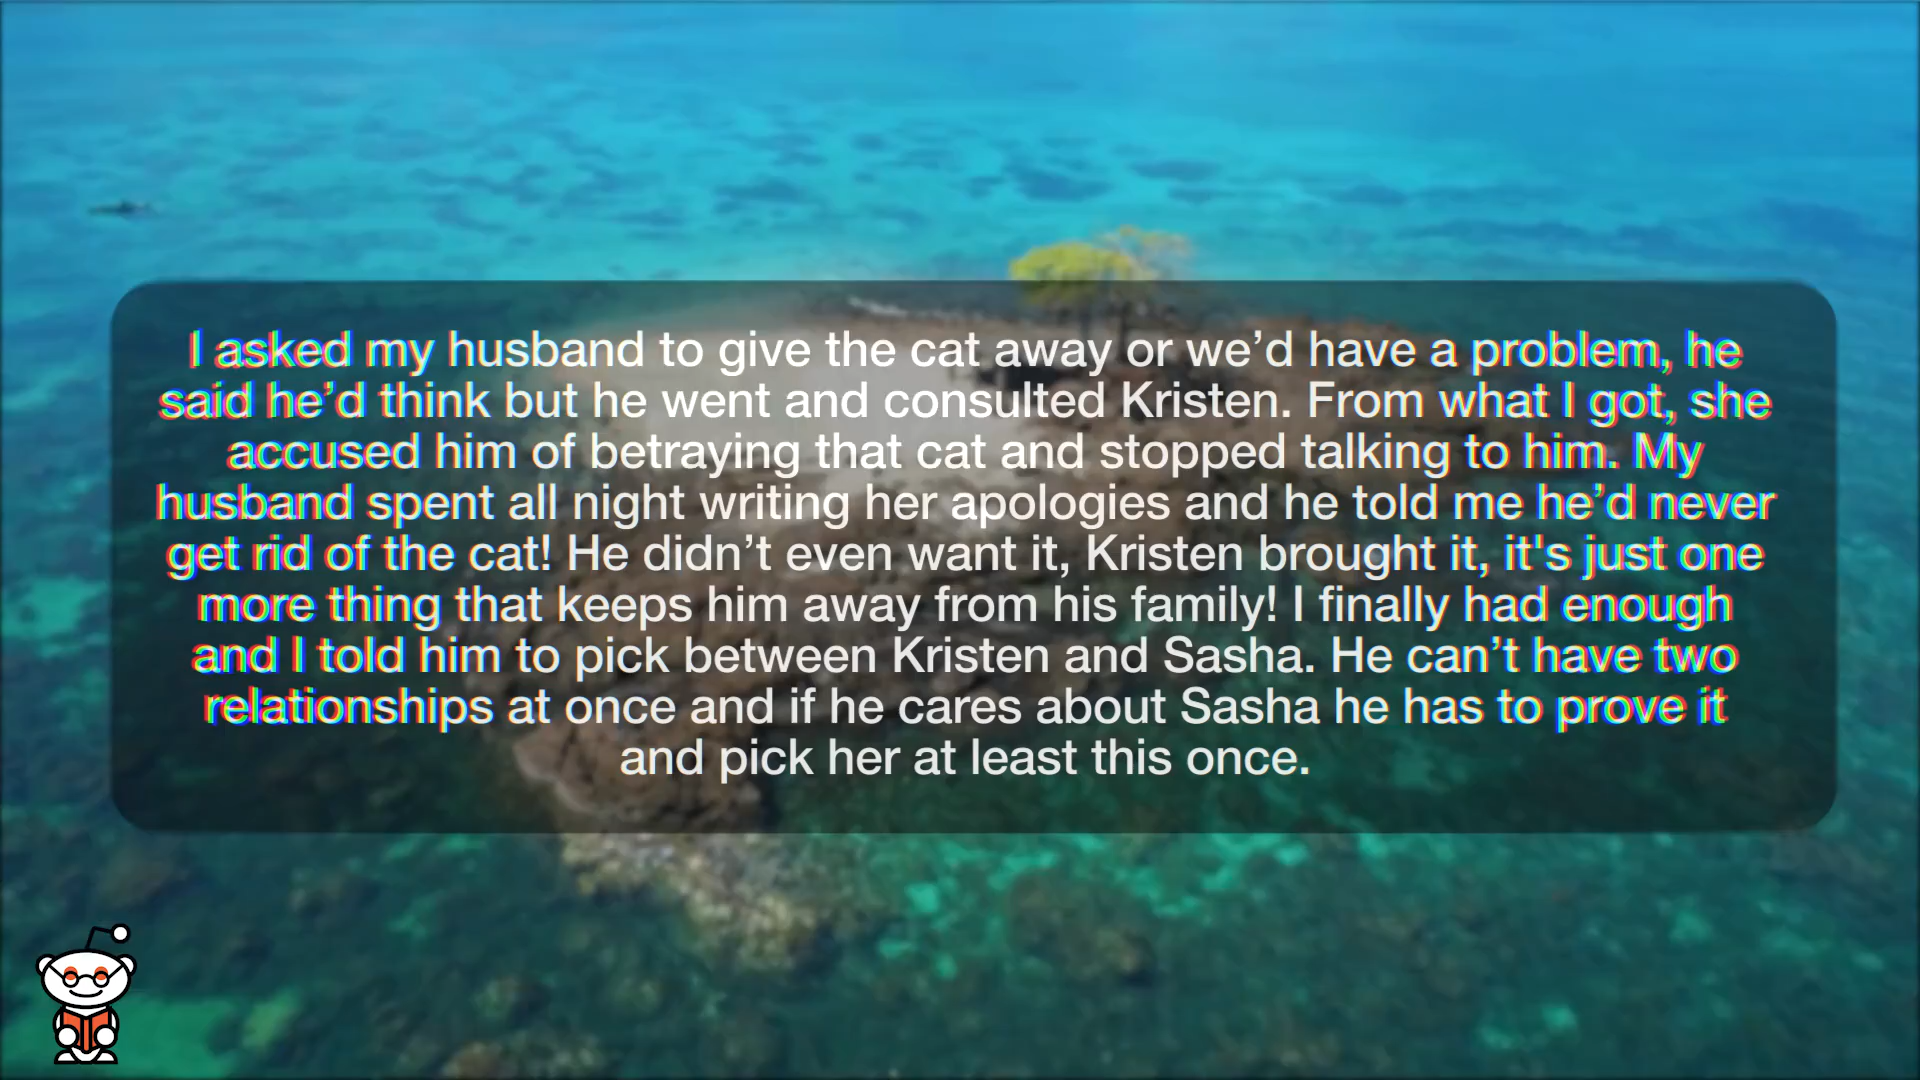 I asked my husband to give the cat away or we’d have a problem, he
said he’d think but he went and consulted Kristen. From what I got, she
accused him of betraying that cat and stopped talking to him. My
husband spent all night writing her apologies and he told me he’d never
get rid of the cat! He didn’t even want it, Kristen brought it, it's just one
more thing that keeps him away from his family! I finally had enough
and I told him to pick between Kristen and Sasha. He can’t have two
relationships at once and if he cares about Sasha he has to prove it
and pick her at least this once.